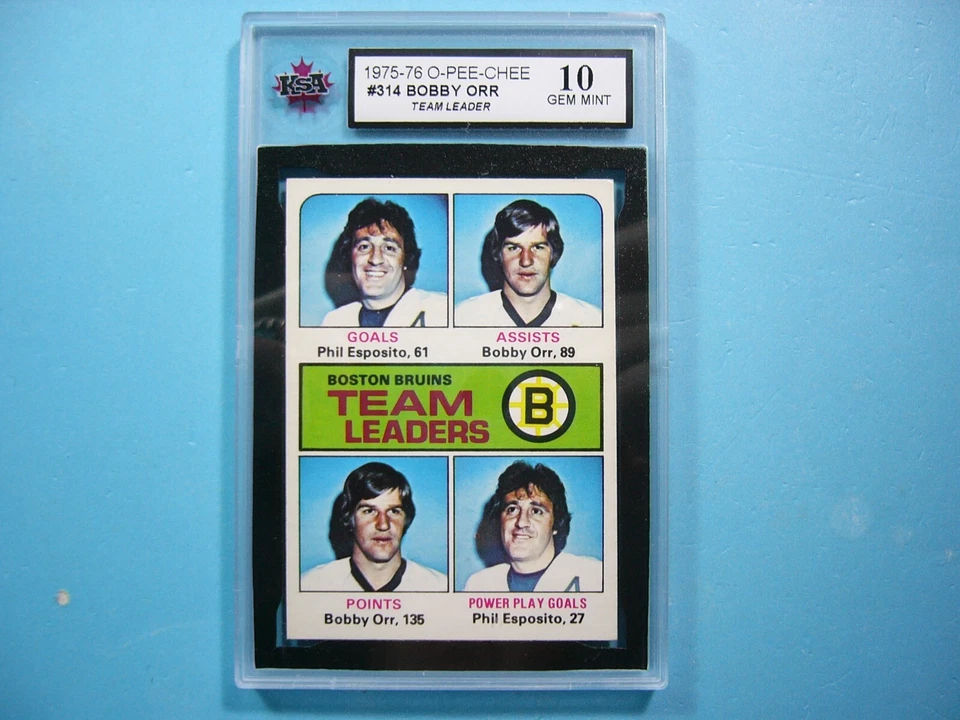 KSA
1975-76 O-PEE-CHEE
#314 BOBBY ORR
TEAM LEADER
10
GEM MINT
GOALS
Phil Esposito, 61
ASSISTS
Bobby Orr, 89
BOSTON BRUINS
TEAM
LEADERS
B
POINTS
Bobby Orr, 135
POWER PLAY GOALS
Phil Esposito, 27